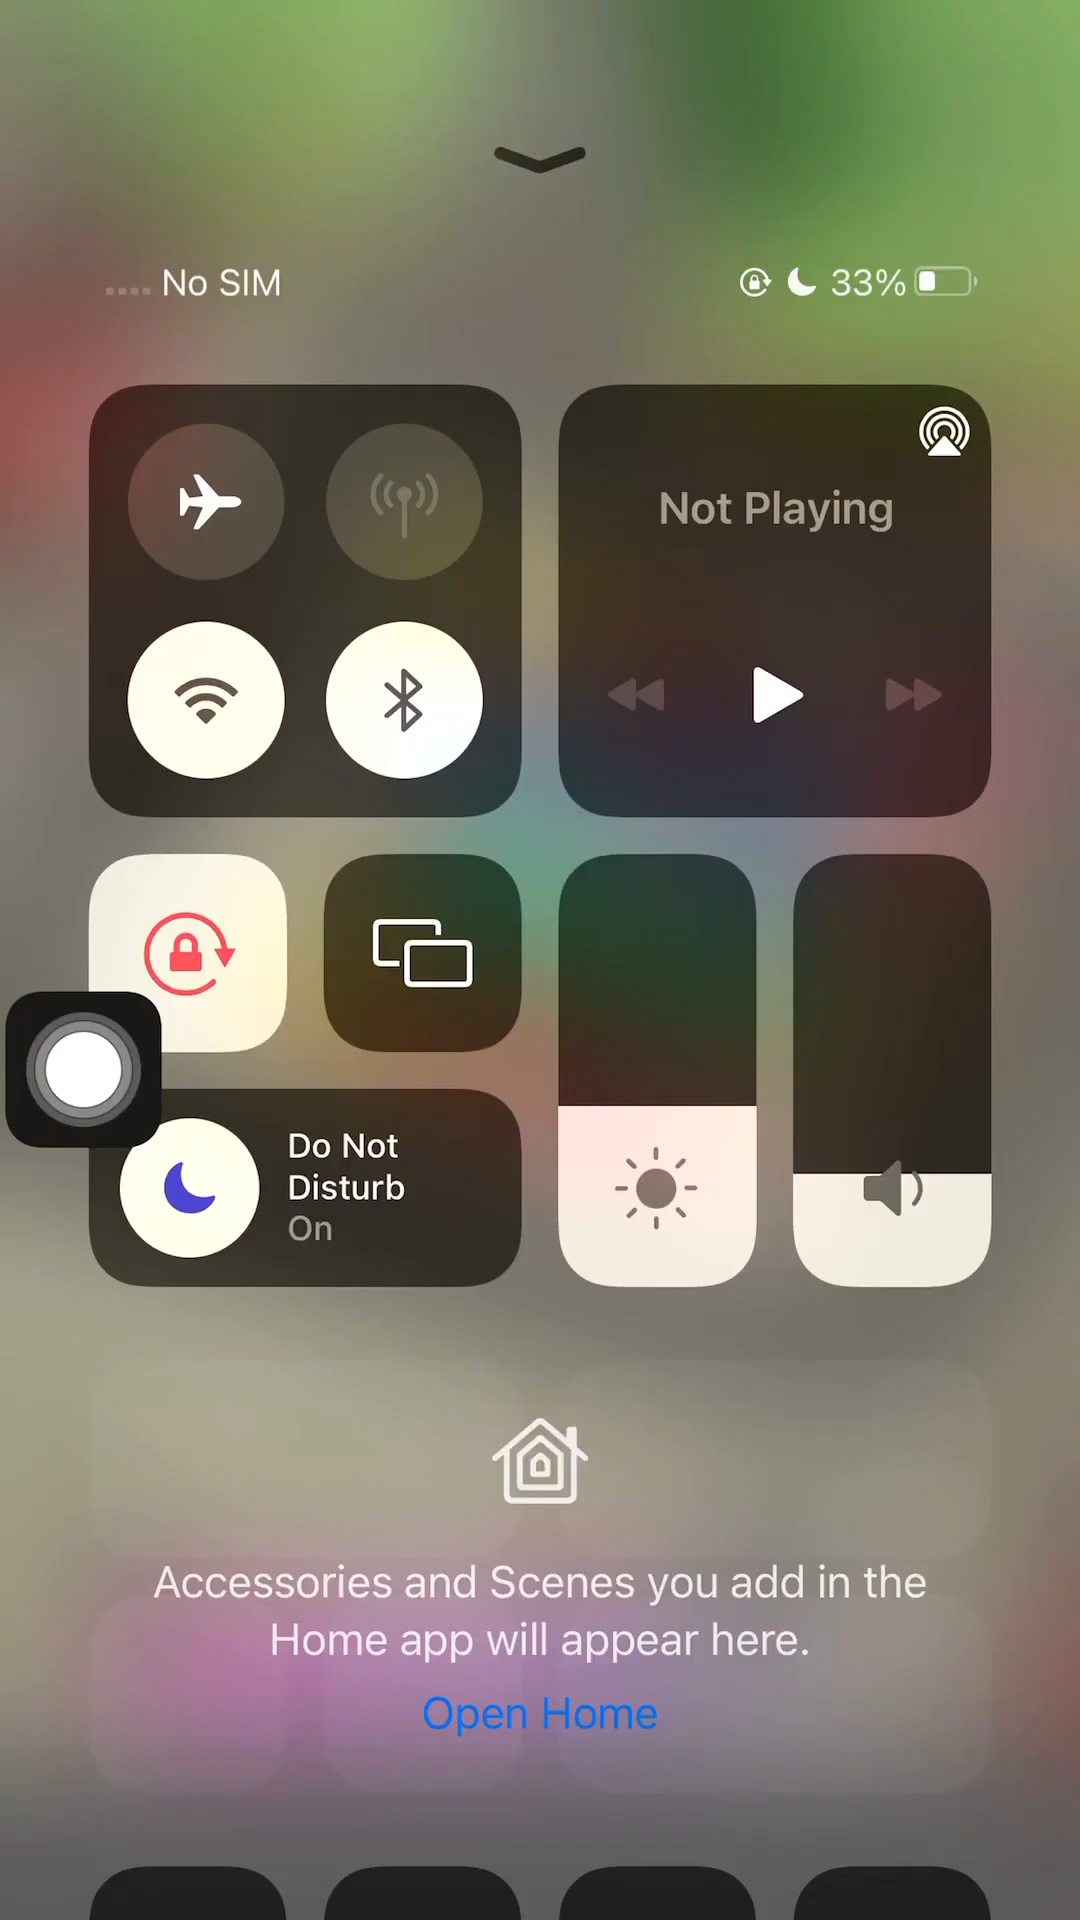 No SIM
33%
Not Playing
Do Not
Disturb
On
Accessories and Scenes you add in the
Home app will appear here.
Open Home